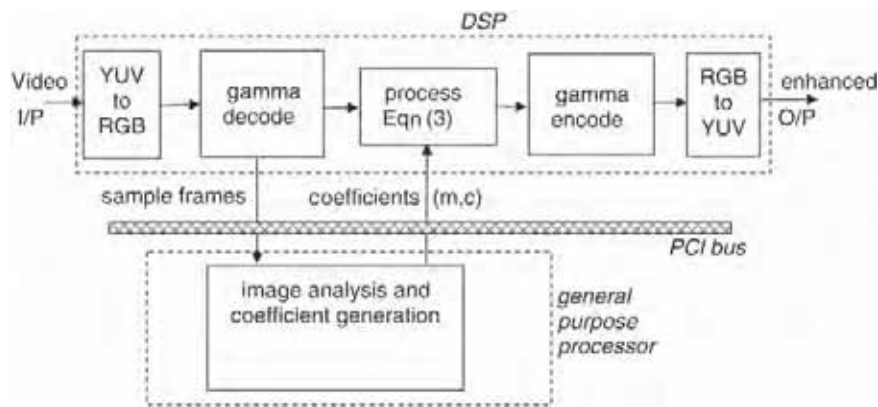 DSP
Video
I/P
YUV
to
RGB
gamma
decode
process
Eqn (3)
gamma
encode
RGB
to
YUV
enhanced
O/P
sample frames
coefficients (m,c)
PCI bus
image analysis and
coefficient generation
general
purpose
processor